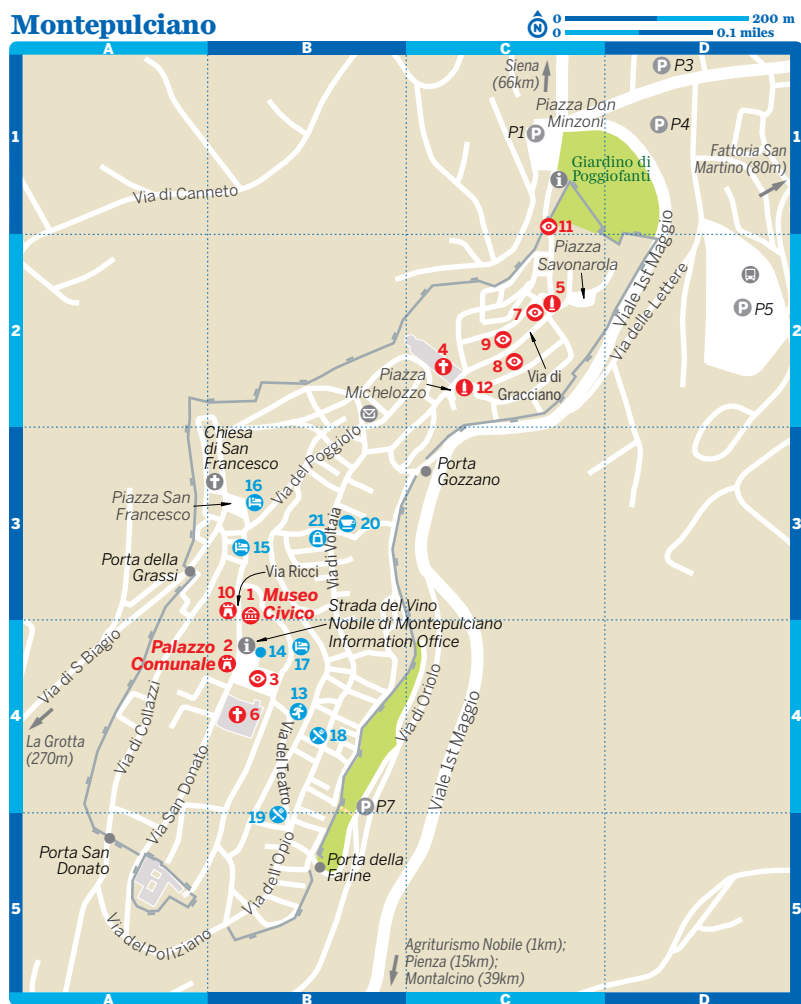 Montepulciano
N
0 200 m
0 0.1 miles
A B C D
1
1
2
2
3
3
4
4
5
5
Siena
(66km)
P P3
Piazza Don
Minzoni
P1 P
P P4
Fattoria San
Martino (80m)
Giardino di
Poggiofanti
i
Via di Canneto
11
Piazza
Savonarola
Viale 1st Maggio
Via delle Lettere
5
7
P P5
9
4
8
Via di
Gracciano
Piazza
Michelozzo
12
Chiesa
di San
Francesco
Via del Poggiolo
Porta
Gozzano
16
Piazza San
Francesco
21
20
Via di Voltaia
15
Porta della
Grassi
Via Ricci
10
1
Museo
Civico
Strada del Vino
Nobile di Montepulciano
Information Office
Palazzo
Comunale
2
i
14
17
3
Via di S Biagio
13
6
18
La Grotta
(270m)
Via di Collazzi
Via San Donato
Via del Teatro
Via di Oriolo
Viale 1st Maggio
P P7
19
Porta San
Donato
Via dell'Opio
Porta della
Farine
Via del Poliziano
Agriturismo Nobile (1km);
Pienza (15km);
Montalcino (39km)
A B C D